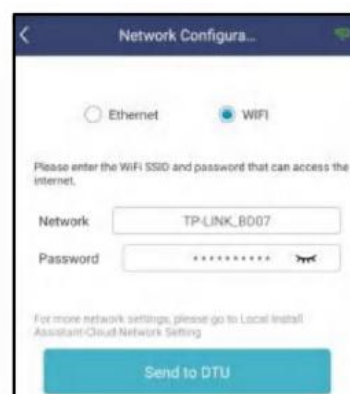 Network Configura...
Ethernet
WIFI
Please enter the WiFi SSID and password that can access the
internet.
Network
TP-LINK_BD07
Password
**********
For more network settings, please go to Local Install
Assistant-Cloud-Network Setting
Send to DTU